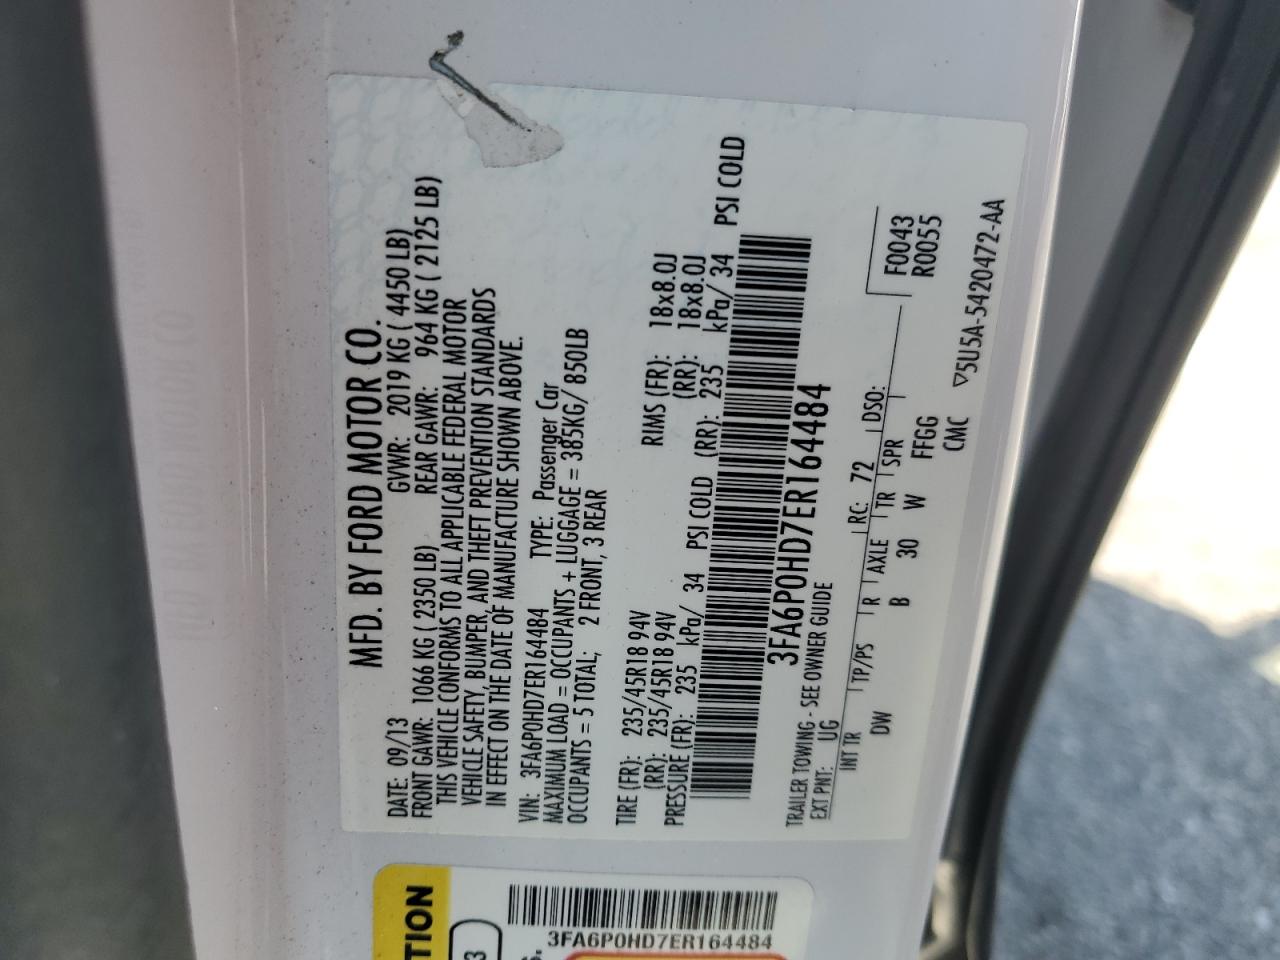 MFD. BY FORD MOTOR CO.
DATE: 09/13 GVWR: 2019 KG ( 4450 LB)
FRONT GAWR: 1066 KG ( 2350 LB) REAR GAWR: 964 KG ( 2125 LB)
THIS VEHICLE CONFORMS TO ALL APPLICABLE FEDERAL MOTOR
VEHICLE SAFETY, BUMPER, AND THEFT PREVENTION STANDARDS
IN EFFECT ON THE DATE OF MANUFACTURE SHOWN ABOVE.
VIN: 3FA6P0HD7ER164484 TYPE: Passenger Car
MAXIMUM LOAD = OCCUPANTS + LUGGAGE = 385KG/ 850LB
OCCUPANTS = 5 TOTAL; 2 FRONT, 3 REAR
TIRE (FR): 235/45R18 94V RIMS (FR): 18x8.0J
(RR): 235/45R18 94V (RR): 18x8.0J
PRESSURE (FR): 235 kPa/ 34 PSI COLD (RR): 235 kPa/ 34 PSI COLD
3FA6P0HD7ER164484
TRAILER TOWING - SEE OWNER GUIDE
EXT PNT: UG RC: 72 DSO:
INT TR TP/PS R AXLE TR SPR F0043
DW B 30 W FFGG R0055
CMC
▽5U5A-5420472-AA
TION
3FA6P0HD7ER164484
3
S.